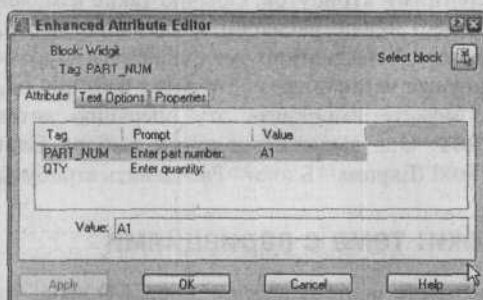 Enhanced Attribute Editor
Block: Widgit
Tag: PART_NUM
Select block
Attribute Text Options Properties
Tag Prompt Value
PART_NUM Enter part number: A1
QTY Enter quantity:
Value: A1
Apply OK Cancel Help